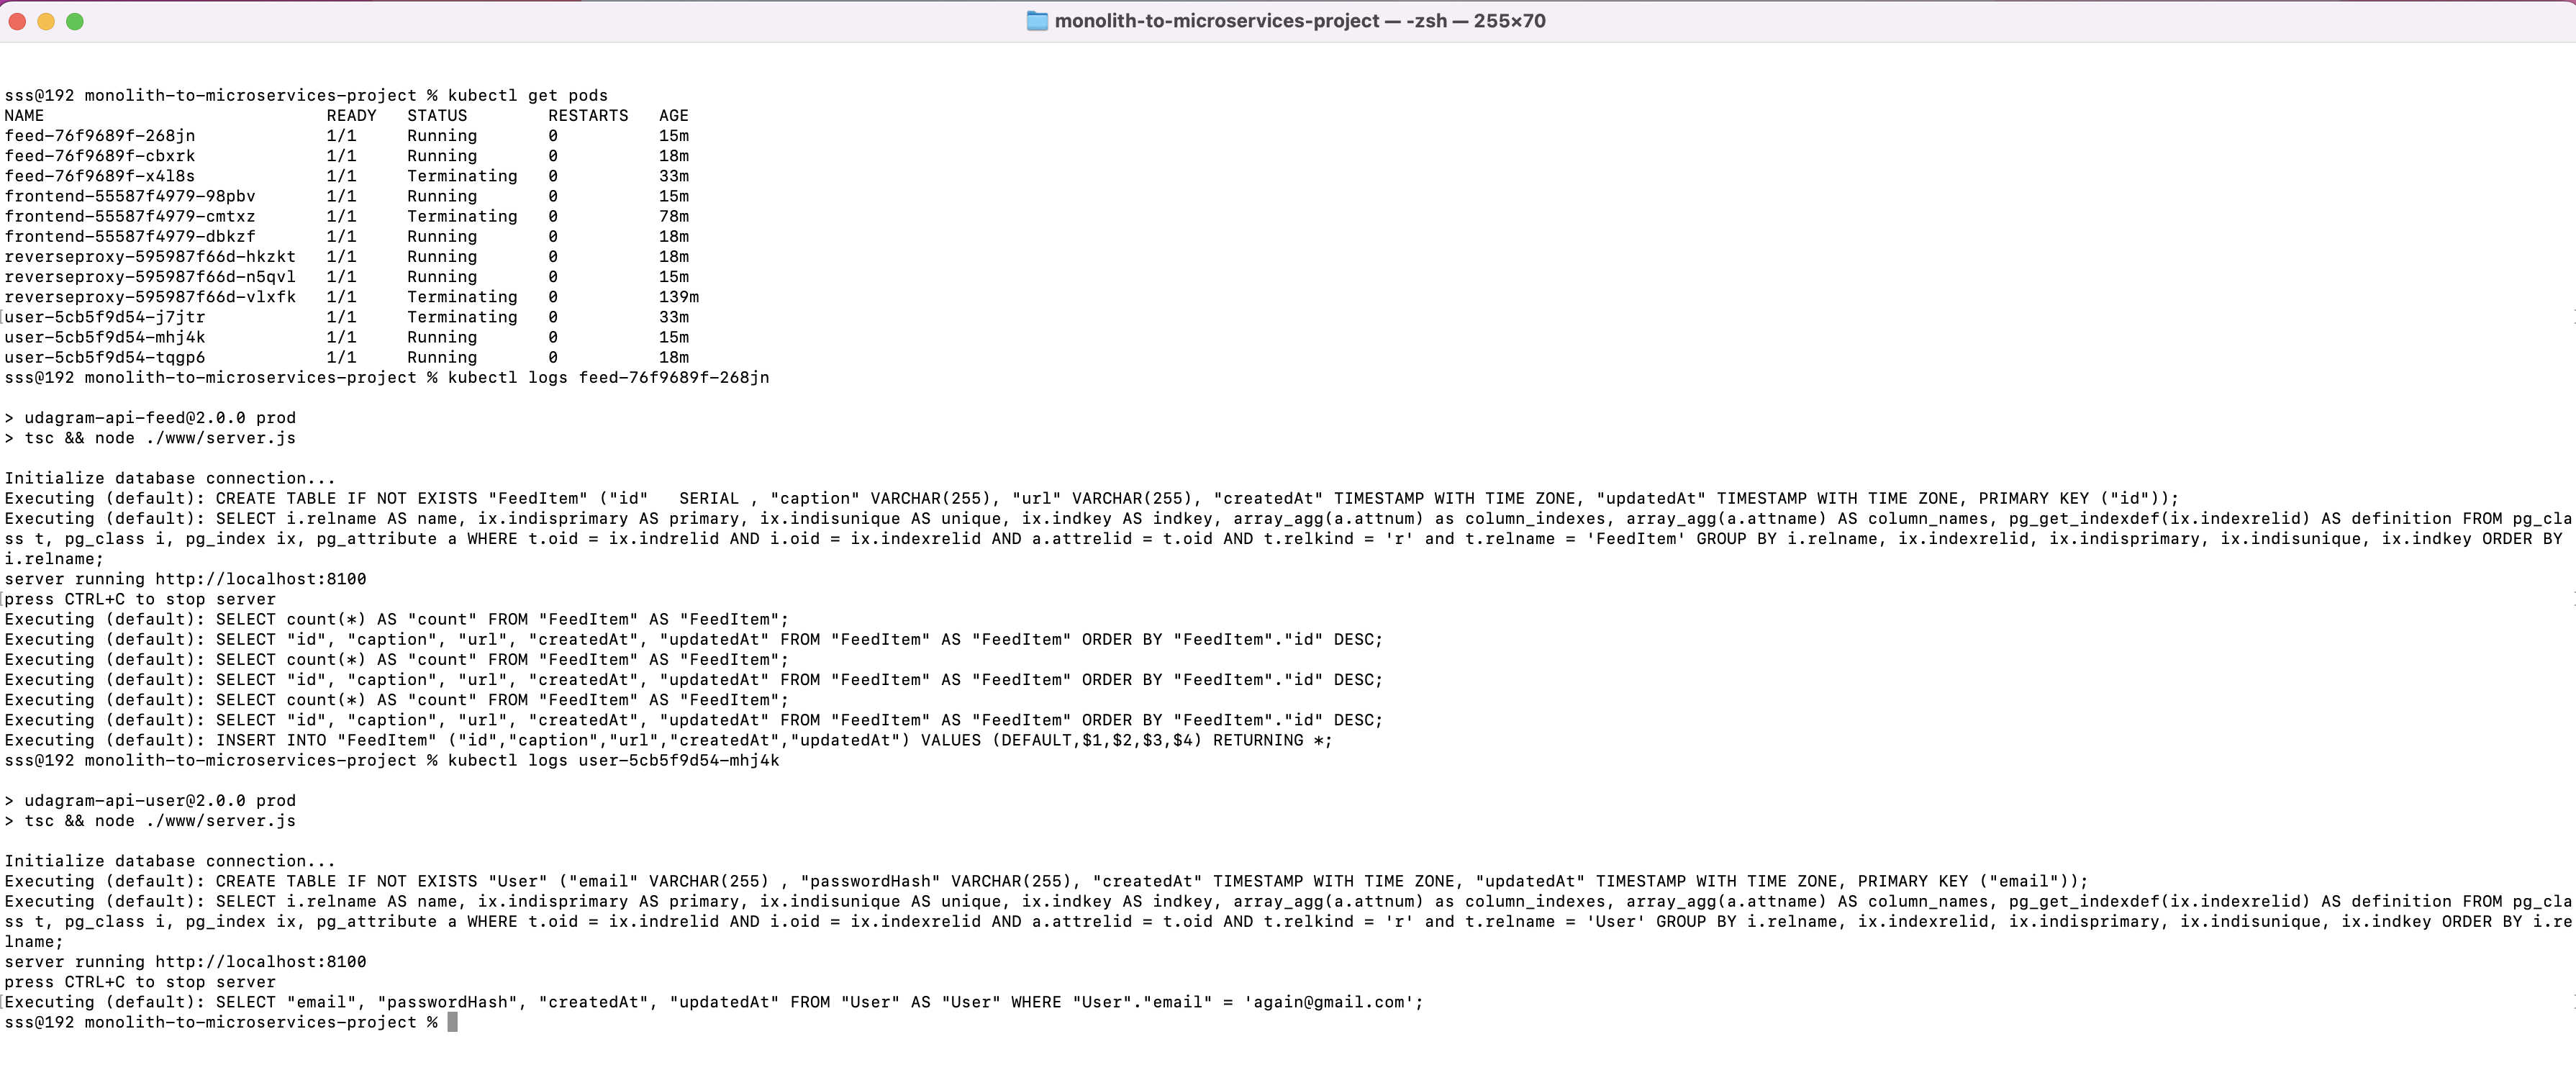 monolith-to-microservices-project — -zsh — 255×70
sss@192 monolith-to-microservices-project % kubectl get pods
NAME                            READY   STATUS        RESTARTS   AGE
feed-76f9689f-268jn             1/1     Running       0          15m
feed-76f9689f-cbxrk             1/1     Running       0          18m
feed-76f9689f-x4l8s             1/1     Terminating   0          33m
frontend-55587f4979-98pbv       1/1     Running       0          15m
frontend-55587f4979-cmtxz       1/1     Terminating   0          78m
frontend-55587f4979-dbkzf       1/1     Running       0          18m
reverseproxy-595987f66d-hkzkt   1/1     Running       0          18m
reverseproxy-595987f66d-n5qvl   1/1     Running       0          15m
reverseproxy-595987f66d-vlxfk   1/1     Terminating   0          139m
user-5cb5f9d54-j7jtr            1/1     Terminating   0          33m
user-5cb5f9d54-mhj4k            1/1     Running       0          15m
user-5cb5f9d54-tqgp6            1/1     Running       0          18m
sss@192 monolith-to-microservices-project % kubectl logs feed-76f9689f-268jn
> udagram-api-feed@2.0.0 prod
> tsc && node ./www/server.js
Initialize database connection...
Executing (default): CREATE TABLE IF NOT EXISTS "FeedItem" ("id"   SERIAL , "caption" VARCHAR(255), "url" VARCHAR(255), "createdAt" TIMESTAMP WITH TIME ZONE, "updatedAt" TIMESTAMP WITH TIME ZONE, PRIMARY KEY ("id"));
Executing (default): SELECT i.relname AS name, ix.indisprimary AS primary, ix.indisunique AS unique, ix.indkey AS indkey, array_agg(a.attnum) as column_indexes, array_agg(a.attname) AS column_names, pg_get_indexdef(ix.indexrelid) AS definition FROM pg_cla
ss t, pg_class i, pg_index ix, pg_attribute a WHERE t.oid = ix.indrelid AND i.oid = ix.indexrelid AND a.attrelid = t.oid AND t.relkind = 'r' and t.relname = 'FeedItem' GROUP BY i.relname, ix.indexrelid, ix.indisprimary, ix.indisunique, ix.indkey ORDER BY
i.relname;
server running http://localhost:8100
press CTRL+C to stop server
Executing (default): SELECT count(*) AS "count" FROM "FeedItem" AS "FeedItem";
Executing (default): SELECT "id", "caption", "url", "createdAt", "updatedAt" FROM "FeedItem" AS "FeedItem" ORDER BY "FeedItem"."id" DESC;
Executing (default): SELECT count(*) AS "count" FROM "FeedItem" AS "FeedItem";
Executing (default): SELECT "id", "caption", "url", "createdAt", "updatedAt" FROM "FeedItem" AS "FeedItem" ORDER BY "FeedItem"."id" DESC;
Executing (default): SELECT count(*) AS "count" FROM "FeedItem" AS "FeedItem";
Executing (default): SELECT "id", "caption", "url", "createdAt", "updatedAt" FROM "FeedItem" AS "FeedItem" ORDER BY "FeedItem"."id" DESC;
Executing (default): INSERT INTO "FeedItem" ("id","caption","url","createdAt","updatedAt") VALUES (DEFAULT,$1,$2,$3,$4) RETURNING *;
sss@192 monolith-to-microservices-project % kubectl logs user-5cb5f9d54-mhj4k
> udagram-api-user@2.0.0 prod
> tsc && node ./www/server.js
Initialize database connection...
Executing (default): CREATE TABLE IF NOT EXISTS "User" ("email" VARCHAR(255) , "passwordHash" VARCHAR(255), "createdAt" TIMESTAMP WITH TIME ZONE, "updatedAt" TIMESTAMP WITH TIME ZONE, PRIMARY KEY ("email"));
Executing (default): SELECT i.relname AS name, ix.indisprimary AS primary, ix.indisunique AS unique, ix.indkey AS indkey, array_agg(a.attnum) as column_indexes, array_agg(a.attname) AS column_names, pg_get_indexdef(ix.indexrelid) AS definition FROM pg_cla
ss t, pg_class i, pg_index ix, pg_attribute a WHERE t.oid = ix.indrelid AND i.oid = ix.indexrelid AND a.attrelid = t.oid AND t.relkind = 'r' and t.relname = 'User' GROUP BY i.relname, ix.indexrelid, ix.indisprimary, ix.indisunique, ix.indkey ORDER BY i.re
lname;
server running http://localhost:8100
press CTRL+C to stop server
Executing (default): SELECT "email", "passwordHash", "createdAt", "updatedAt" FROM "User" AS "User" WHERE "User"."email" = 'again@gmail.com';
sss@192 monolith-to-microservices-project %